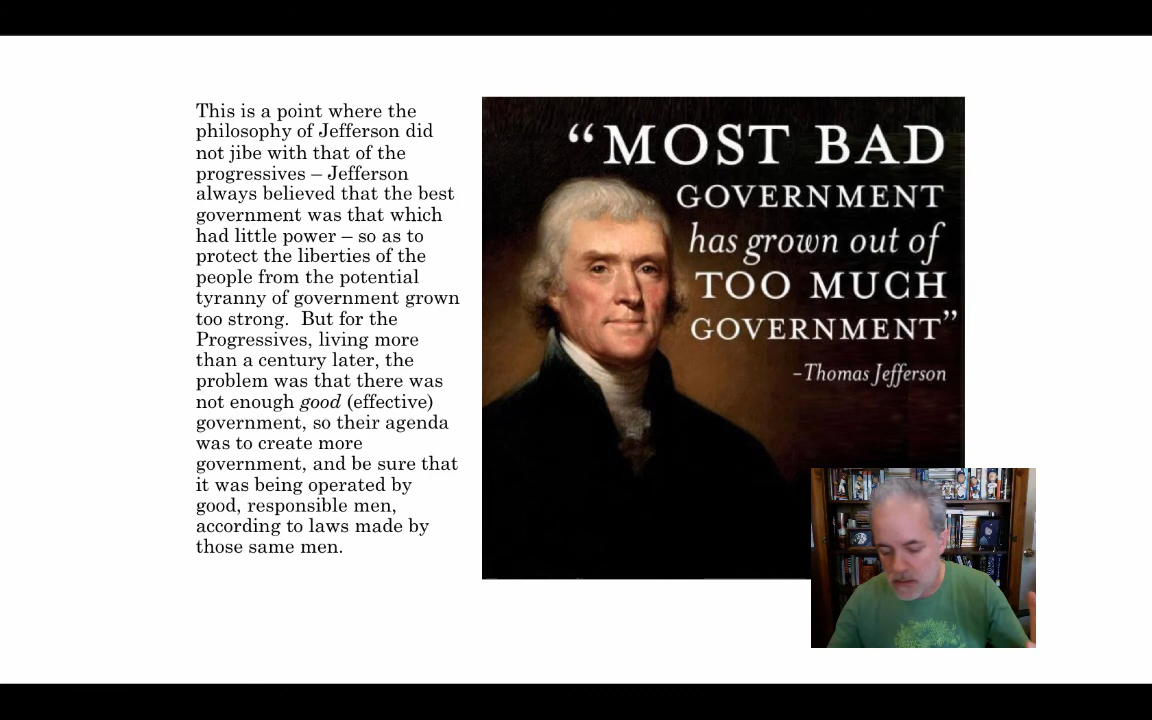 This is a point where the
philosophy of Jefferson did
not jibe with that of the
progressives – Jefferson
always believed that the best
government was that which
had little power – so as to
protect the liberties of the
people from the potential
tyranny of government grown
too strong.  But for the
Progressives, living more
than a century later, the
problem was that there was
not enough good (effective)
government, so their agenda
was to create more
government, and be sure that
it was being operated by
good, responsible men,
according to laws made by
those same men.
“MOST BAD
GOVERNMENT
has grown out of
TOO MUCH
GOVERNMENT”
–Thomas Jefferson